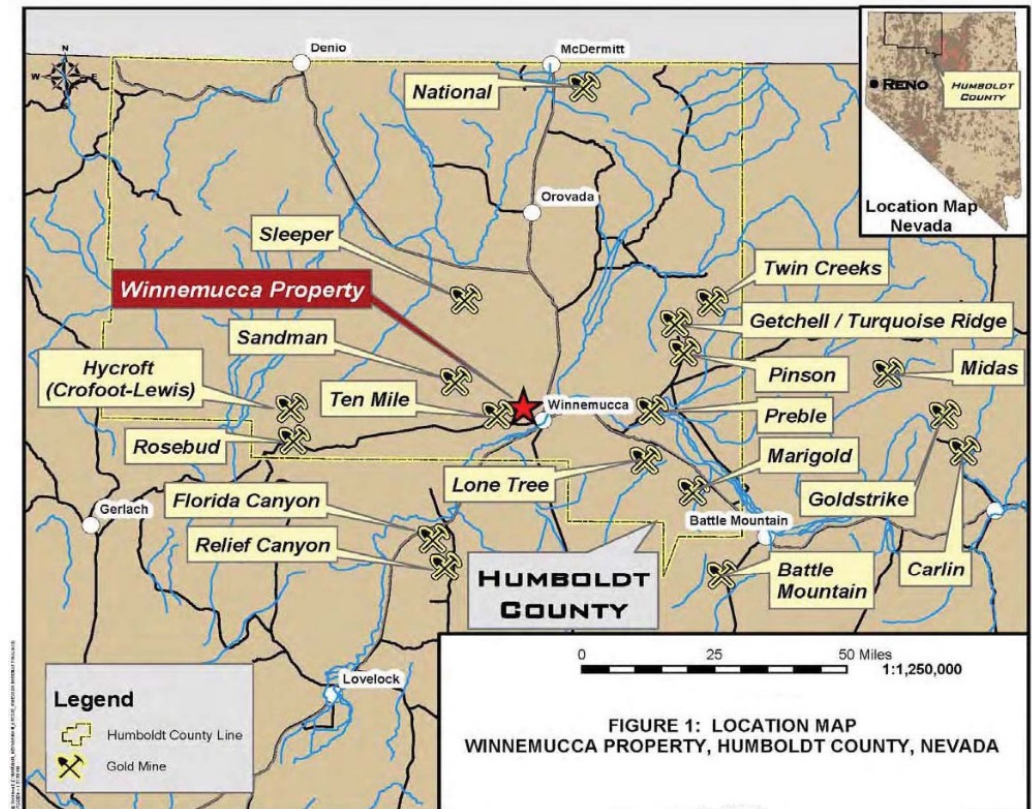 Denio
McDermitt
N
W
E
S
National
RENO
HUMBOLDT
COUNTY
Location Map
Nevada
Orovada
Sleeper
Twin Creeks
Winnemucca Property
Getchell / Turquoise Ridge
Sandman
Pinson
Midas
Hycroft
(Crofoot-Lewis)
Ten Mile
Winnemucca
Preble
Rosebud
Marigold
Lone Tree
Goldstrike
Florida Canyon
Gerlach
Battle Mountain
Relief Canyon
HUMBOLDT
COUNTY
Battle
Mountain
Carlin
0 25 50 Miles
1:1,250,000
Lovelock
Legend
Humboldt County Line
Gold Mine
FIGURE 1: LOCATION MAP
WINNEMUCCA PROPERTY, HUMBOLDT COUNTY, NEVADA